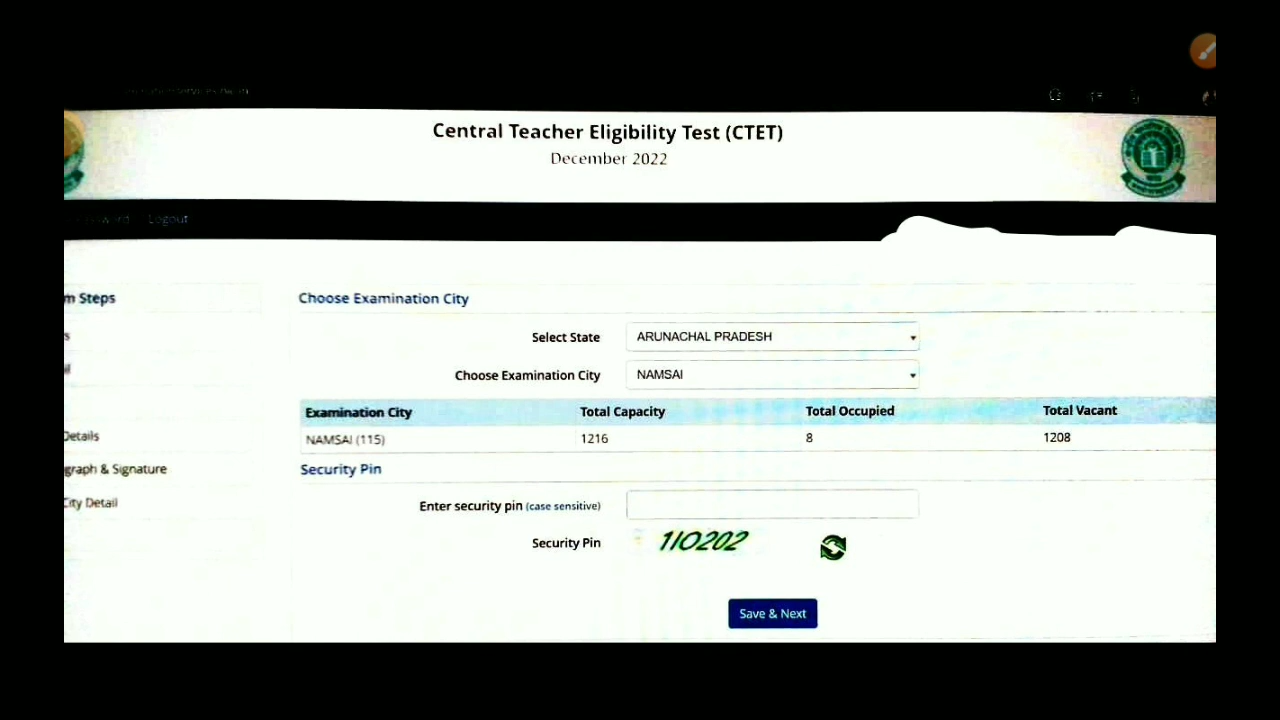 Central Teacher Eligibility Test (CTET)
December 2022
Logout
m Steps
Choose Examination City
Select State ARUNACHAL PRADESH
Choose Examination City NAMSAI
Examination City Total Capacity Total Occupied Total Vacant
NAMSAI (115) 1216 8 1208
Details
Security Pin
graph & Signature
City Detail
Enter security pin (case sensitive)
Security Pin 1IO202
Save & Next